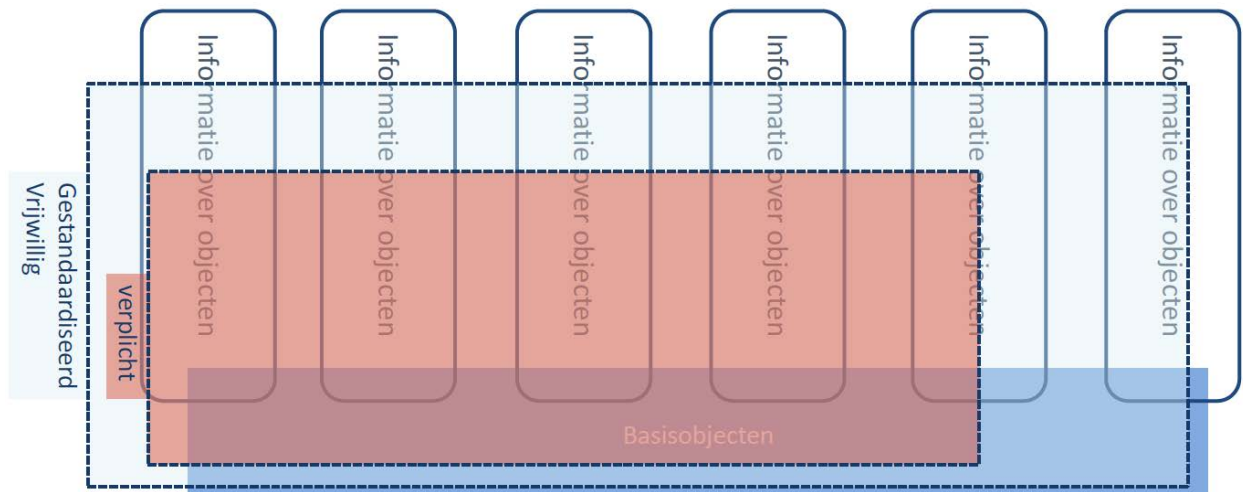 Informatie over objecten
Informatie over objecten
Informatie over objecten
Informatie over objecten
Informatie over objecten
Informatie over objecten
Gestandaardiseerd
Vrijwillig
verplicht
Basisobjecten